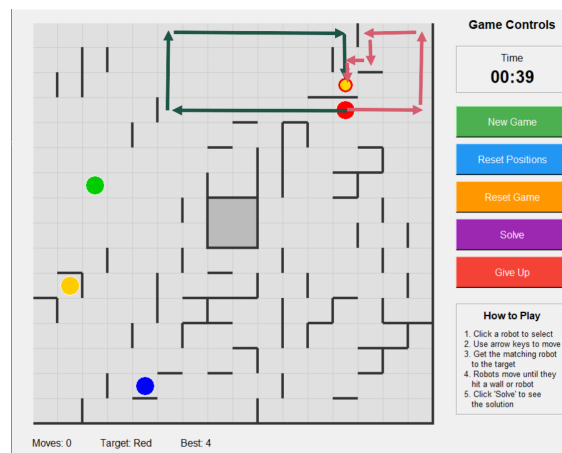 Game Controls
Time
00:39
New Game
Reset Positions
Reset Game
Solve
Give Up
How to Play
1. Click a robot to select
2. Use arrow keys to move
3. Get the matching robot
to the target
4. Robots move until they
hit a wall or robot
5. Click 'Solve' to see
the solution
Moves: 0 Target: Red Best: 4